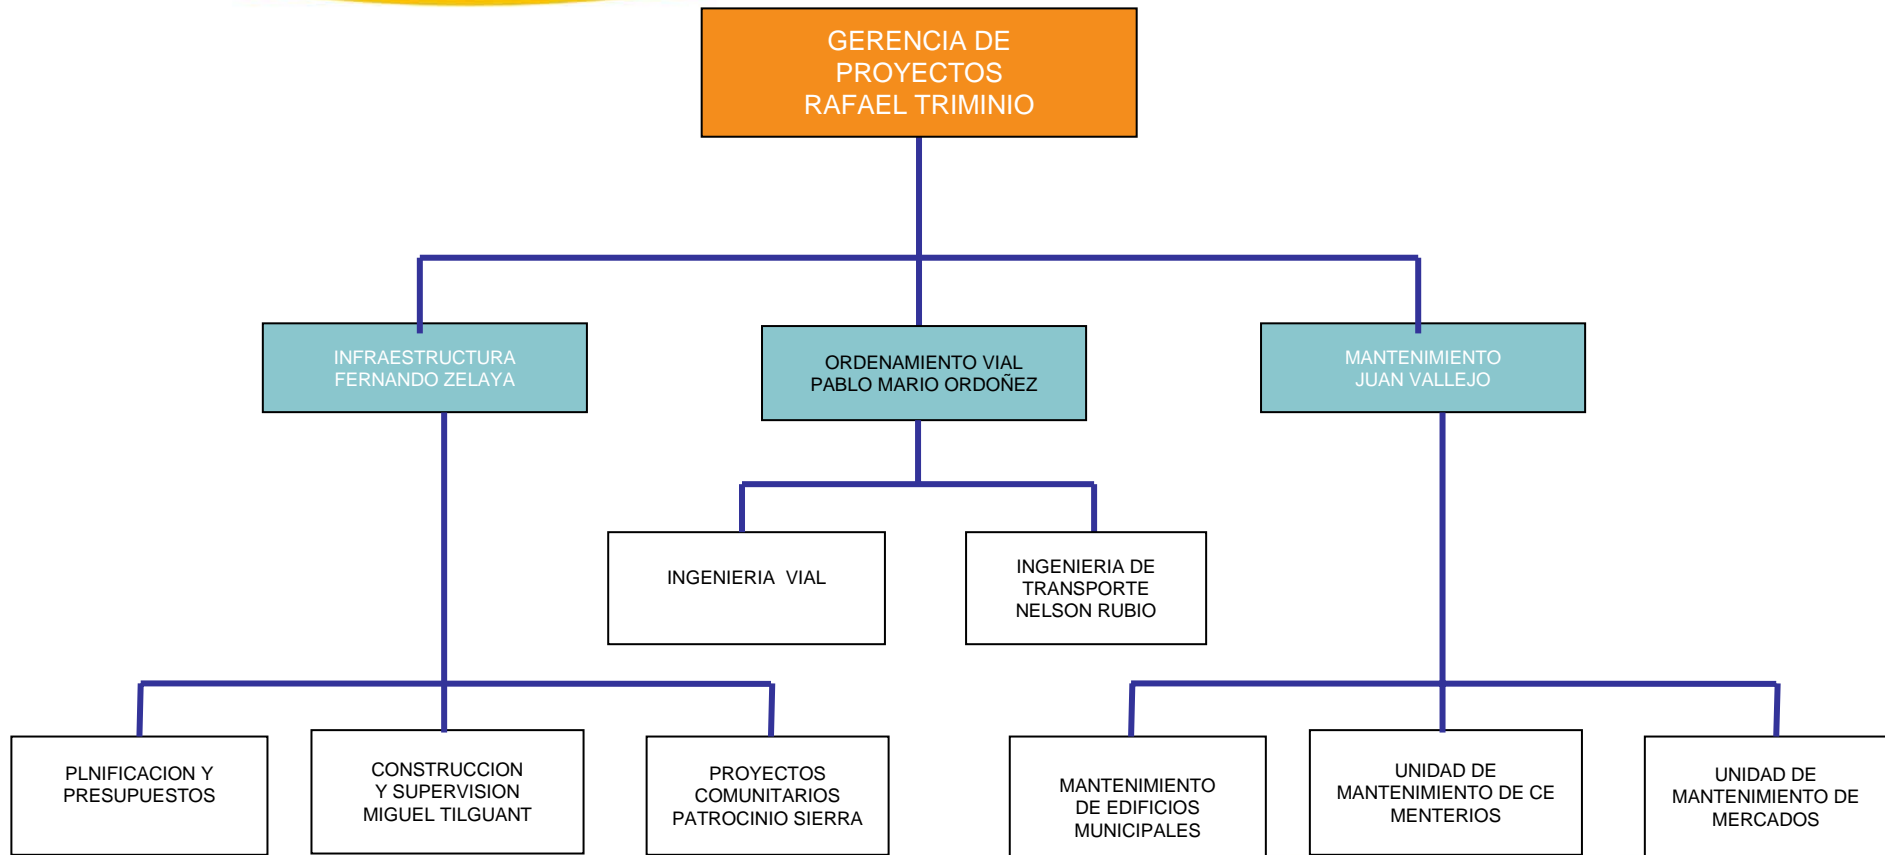 GERENCIA DE
PROYECTOS
RAFAEL TRIMINIO
INFRAESTRUCTURA
FERNANDO ZELAYA
ORDENAMIENTO VIAL
PABLO MARIO ORDOÑEZ
MANTENIMIENTO
JUAN VALLEJO
INGENIERIA VIAL
INGENIERIA DE
TRANSPORTE
NELSON RUBIO
PLNIFICACION Y
PRESUPUESTOS
CONSTRUCCION
Y SUPERVISION
MIGUEL TILGUANT
PROYECTOS
COMUNITARIOS
PATROCINIO SIERRA
MANTENIMIENTO
DE EDIFICIOS
MUNICIPALES
UNIDAD DE
MANTENIMIENTO DE CE
MENTERIOS
UNIDAD DE
MANTENIMIENTO DE
MERCADOS